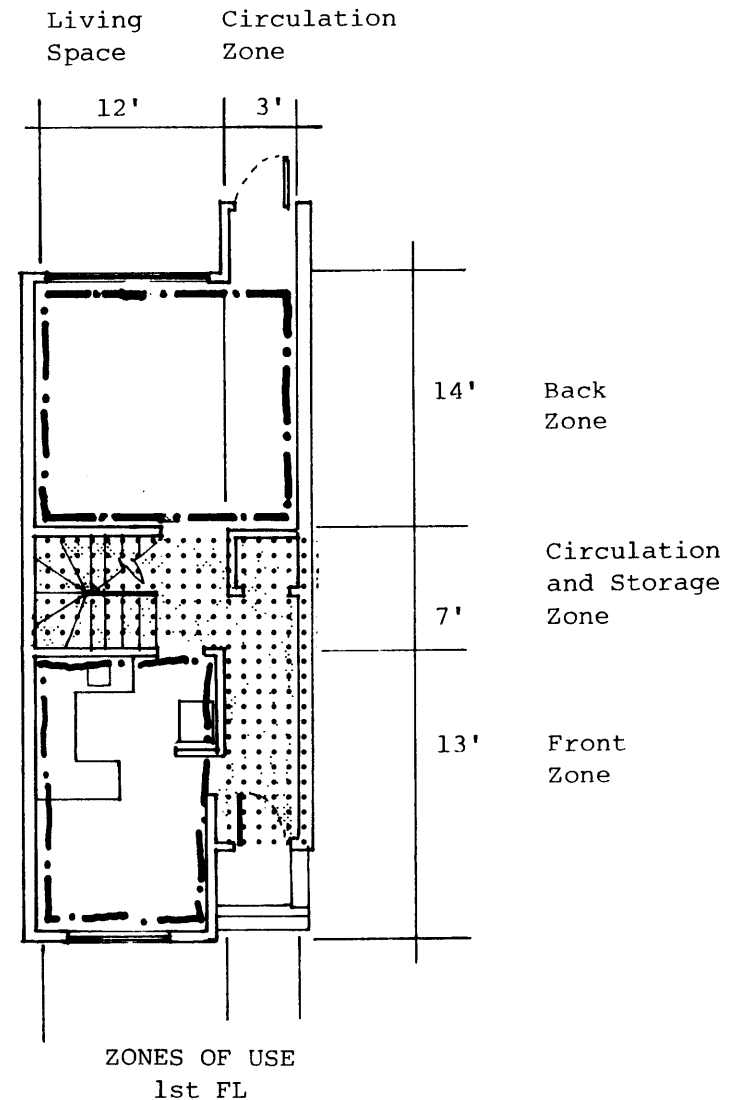 Living
Space
Circulation
Zone
12'
3'
14'
Back
Zone
Circulation
and Storage
Zone
7'
13'
Front
Zone
ZONES OF USE
1st FL